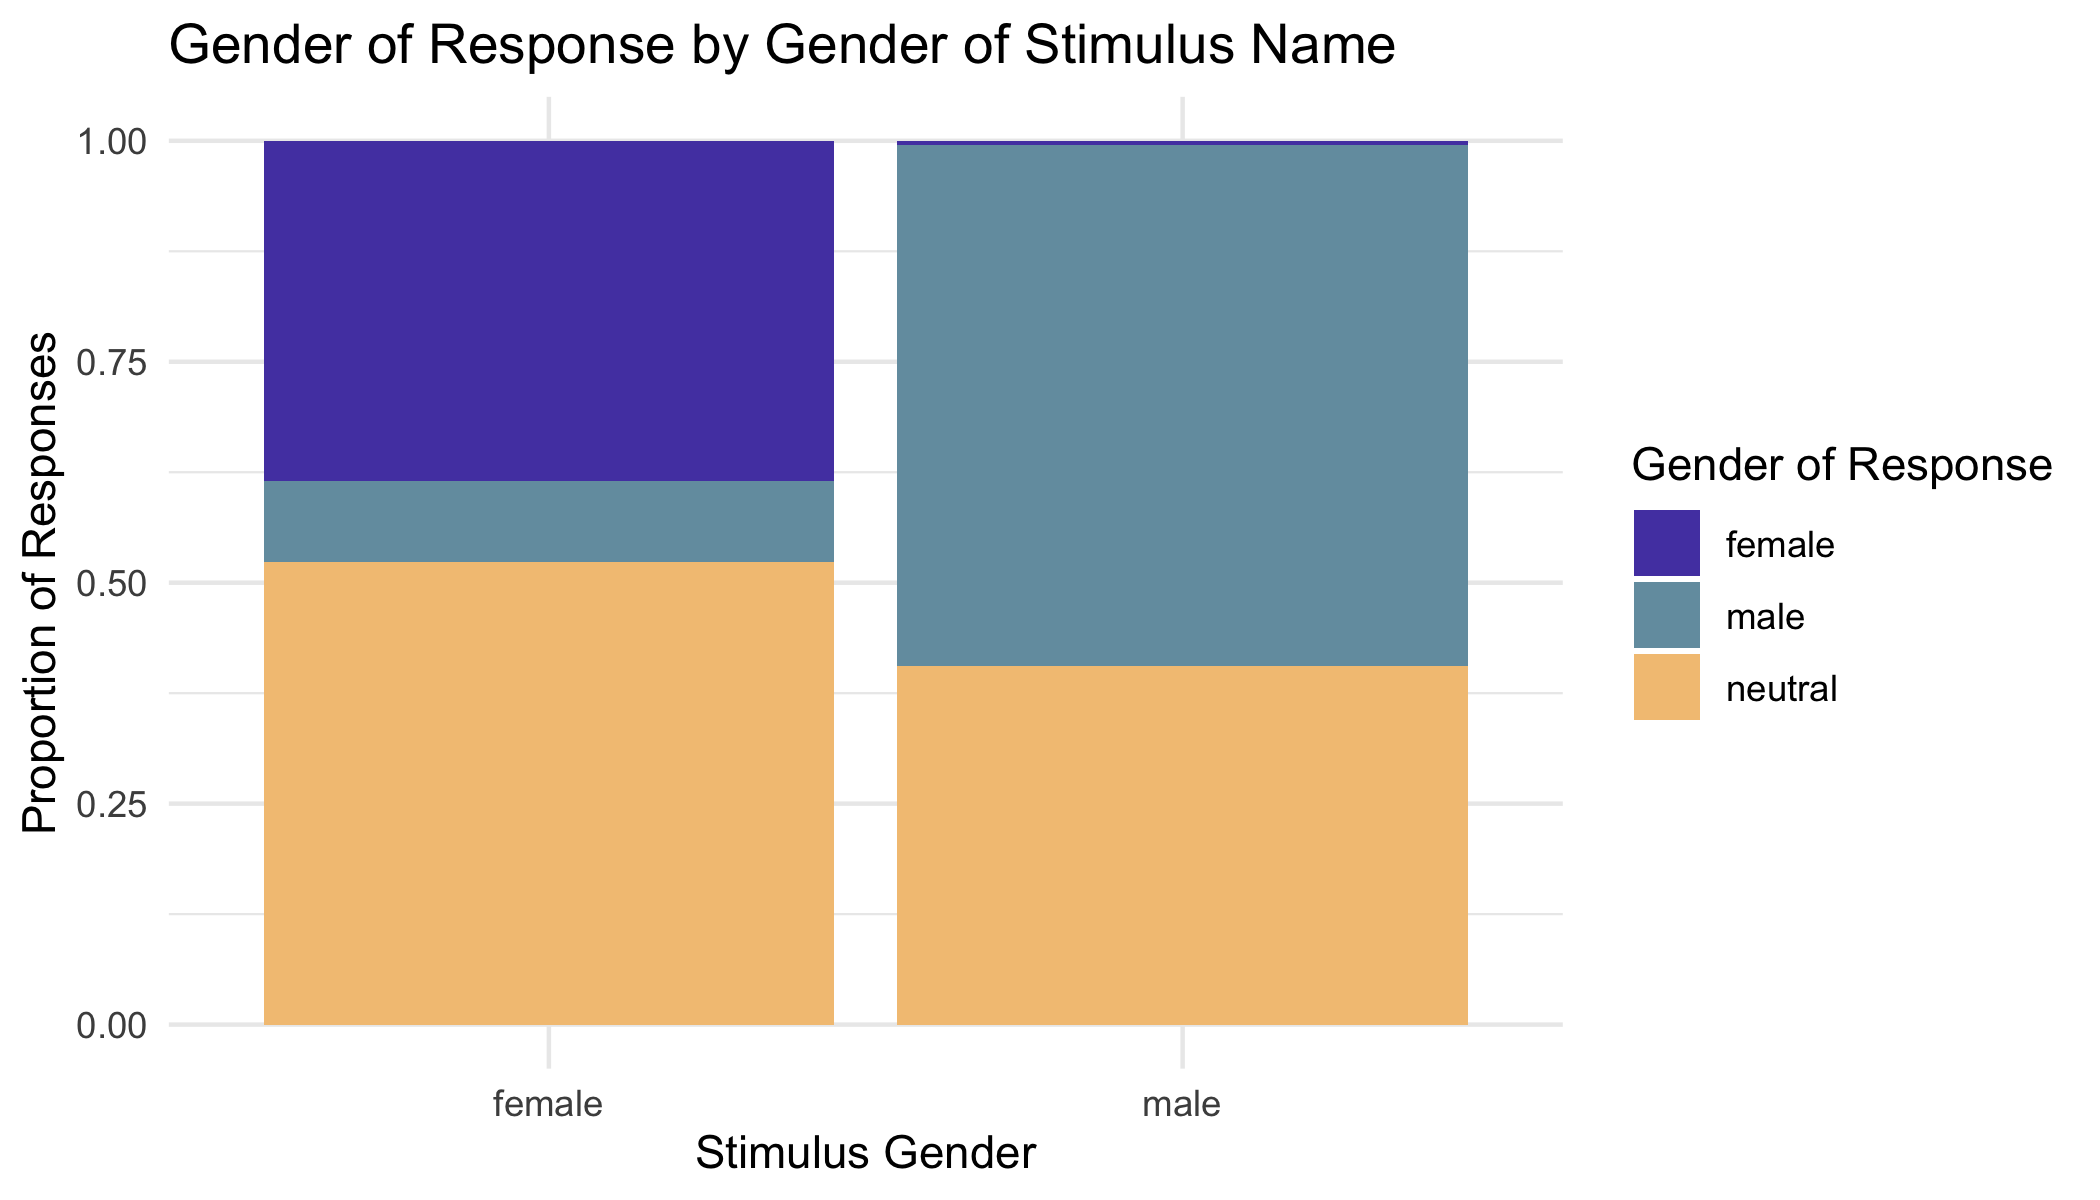 Gender of Response by Gender of Stimulus Name
Proportion of Responses
1.00
0.75
0.50
0.25
0.00
female
male
Stimulus Gender
Gender of Response
female
male
neutral